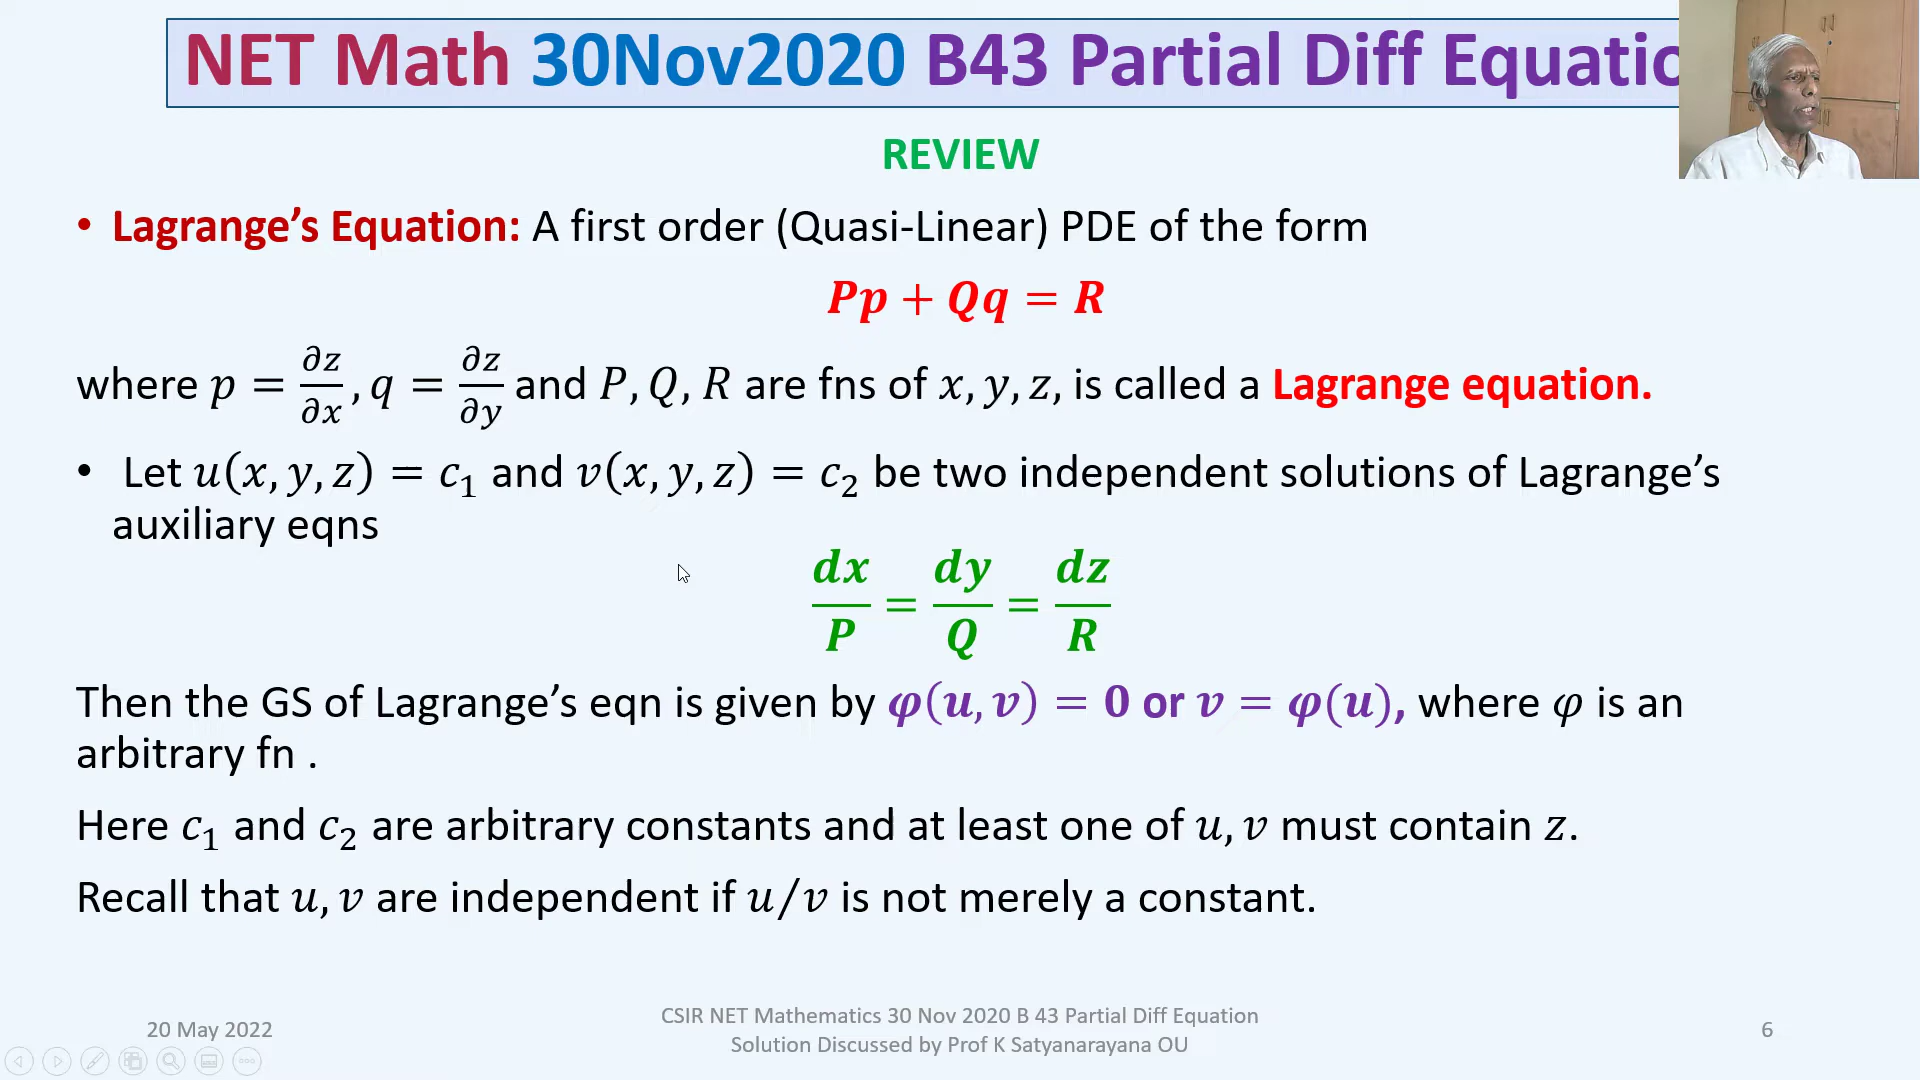 NET Math 30Nov2020 B43 Partial Diff Equatio
REVIEW
• Lagrange’s Equation: A first order (Quasi-Linear) PDE of the form
Pp + Qq = R
where p = ∂z/∂x, q = ∂z/∂y and P, Q, R are fns of x, y, z, is called a Lagrange equation.
• Let u(x, y, z) = c₁ and v(x, y, z) = c₂ be two independent solutions of Lagrange’s
auxiliary eqns
dx/P = dy/Q = dz/R
Then the GS of Lagrange’s eqn is given by φ(u, v) = 0 or v = φ(u), where φ is an
arbitrary fn .
Here c₁ and c₂ are arbitrary constants and at least one of u, v must contain z.
Recall that u, v are independent if u/v is not merely a constant.
20 May 2022
CSIR NET Mathematics 30 Nov 2020 B 43 Partial Diff Equation
Solution Discussed by Prof K Satyanarayana OU
6